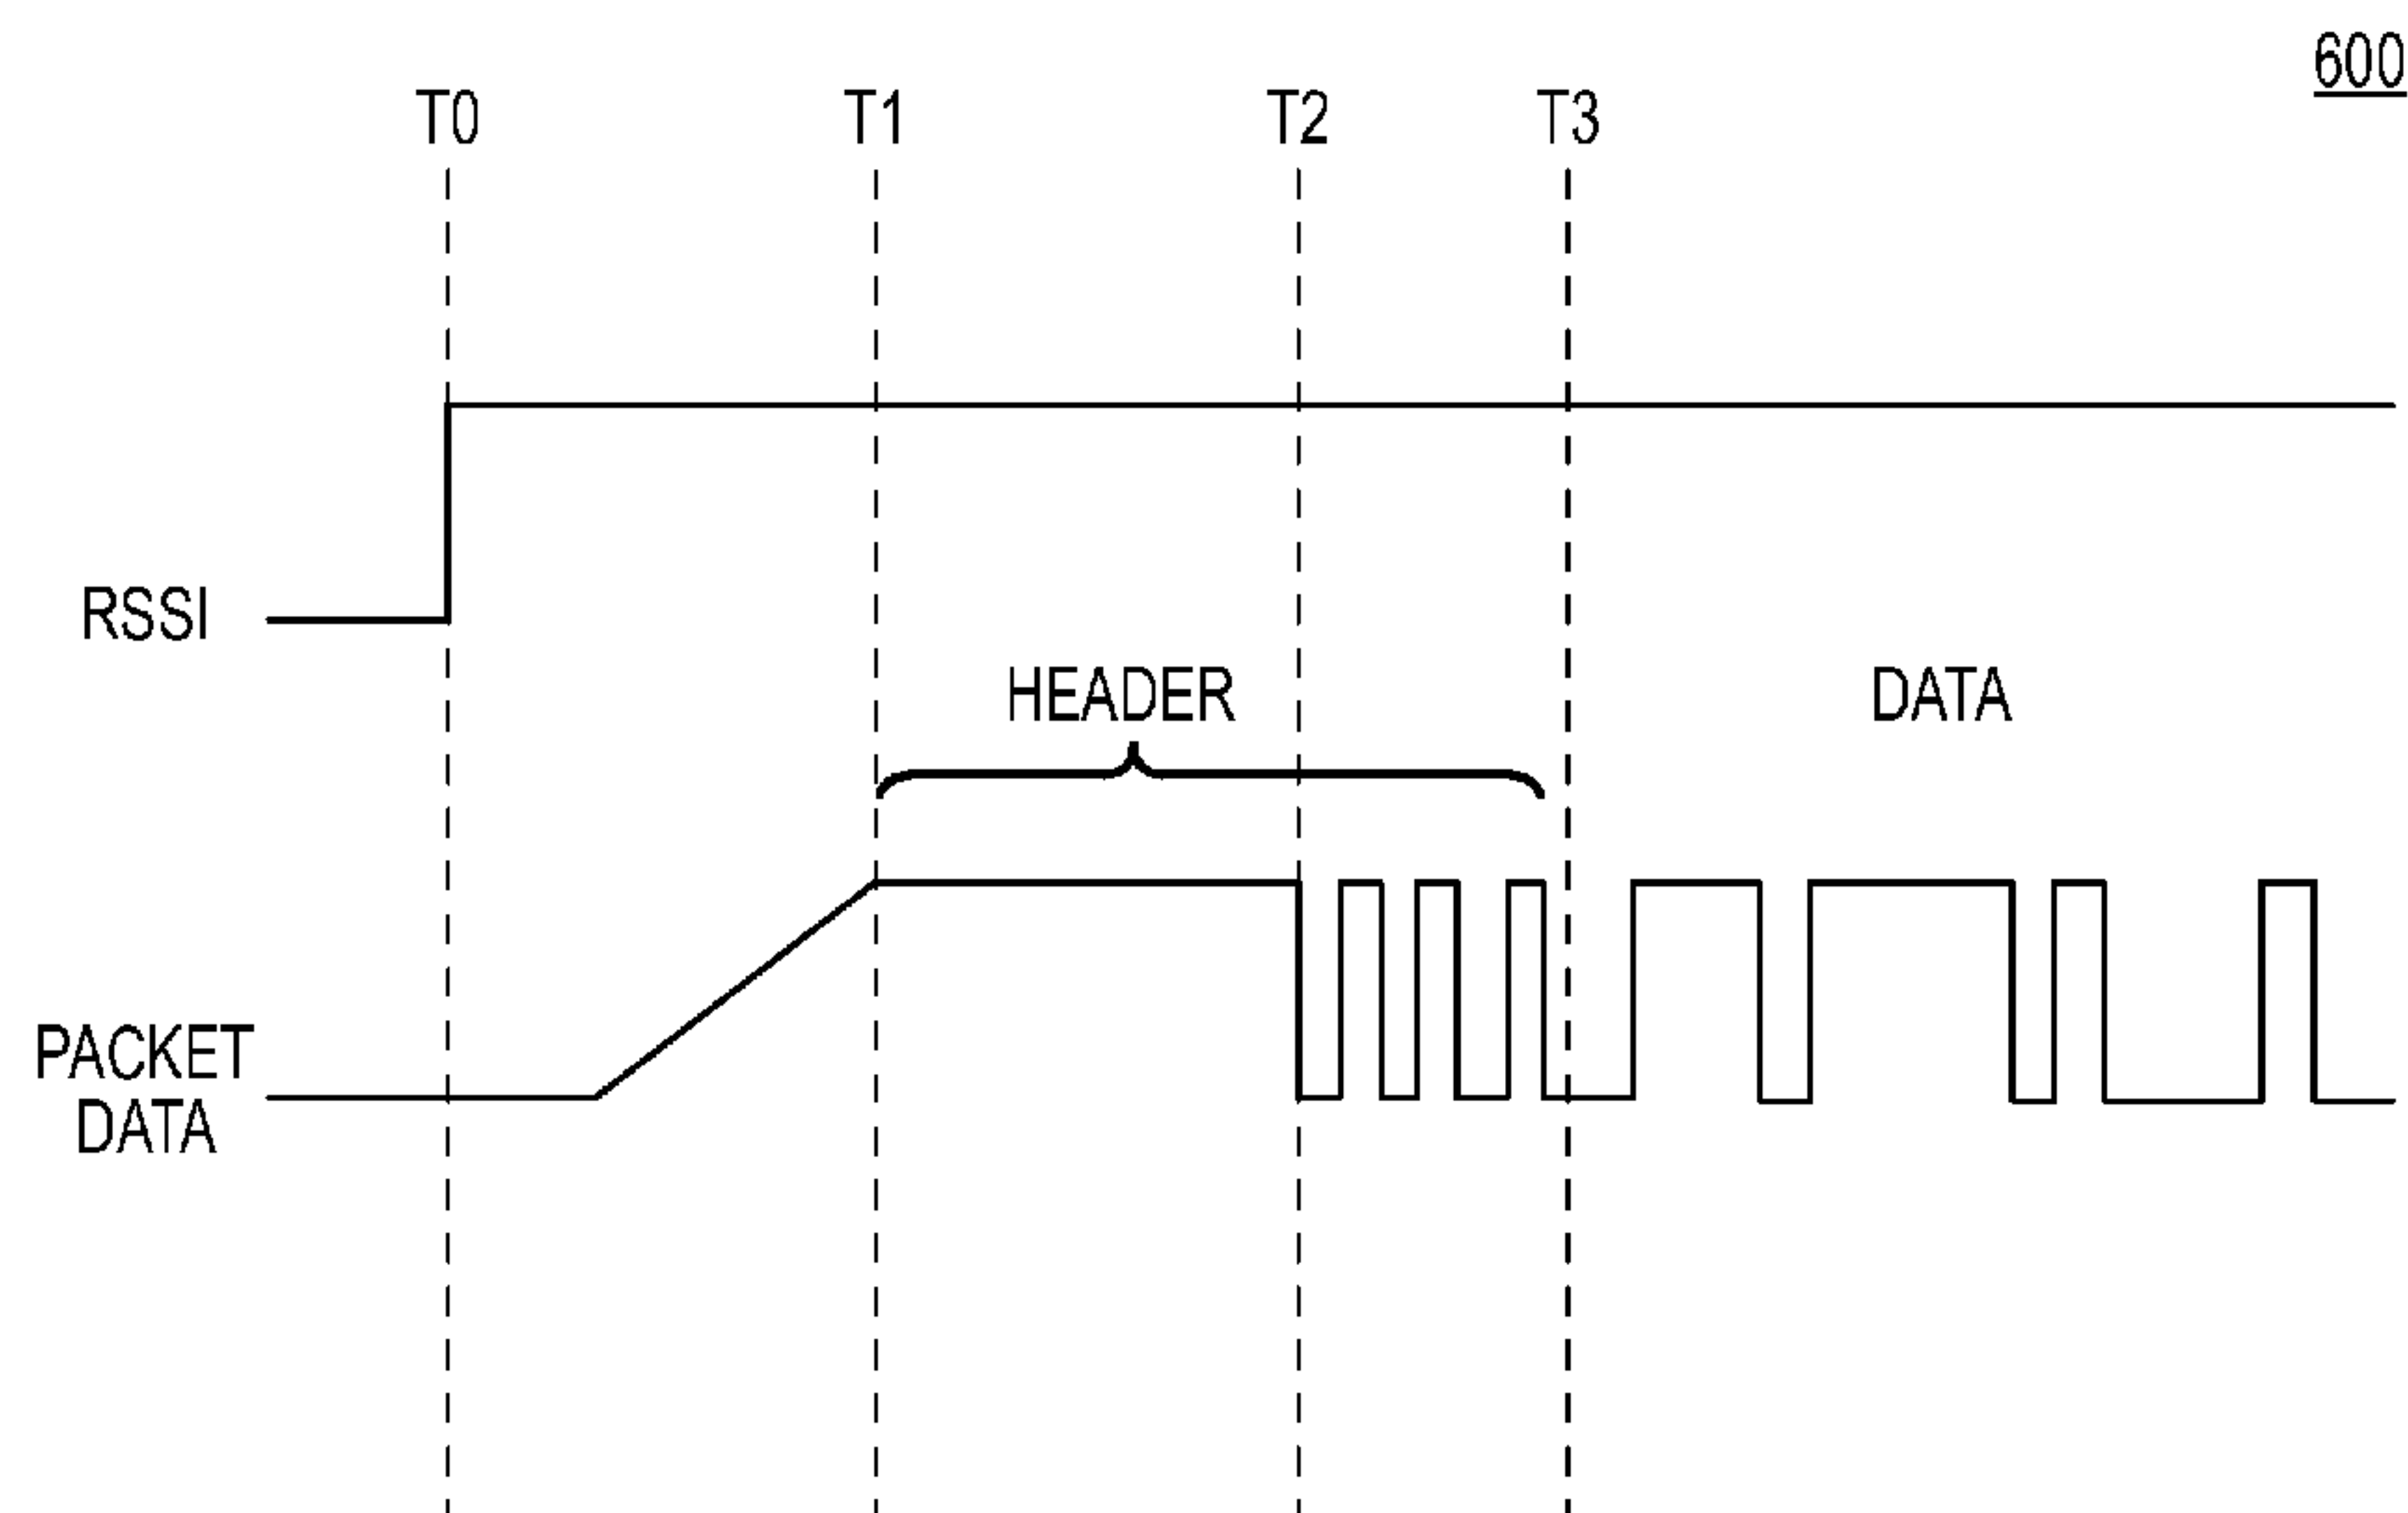 600
T0 T1 T2 T3
RSSI
HEADER DATA
PACKET
DATA